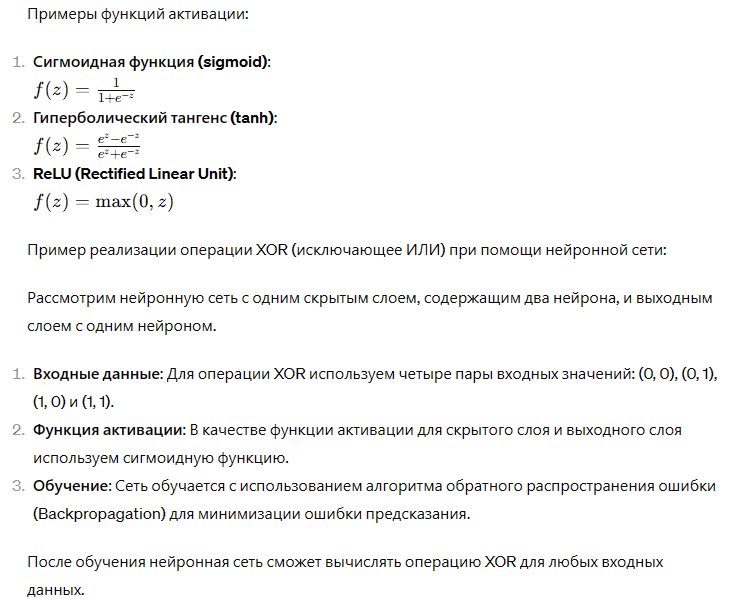 Примеры функций активации:
1. Сигмоидная функция (sigmoid):
f(z) = \frac{1}{1+e^{-z}}
2. Гиперболический тангенс (tanh):
f(z) = \frac{e^z-e^{-z}}{e^z+e^{-z}}
3. ReLU (Rectified Linear Unit):
f(z) = max(0, z)
Пример реализации операции XOR (исключающее ИЛИ) при помощи нейронной сети:
Рассмотрим нейронную сеть с одним скрытым слоем, содержащим два нейрона, и выходным
слоем с одним нейроном.
1. Входные данные: Для операции XOR используем четыре пары входных значений: (0, 0), (0, 1),
(1, 0) и (1, 1).
2. Функция активации: В качестве функции активации для скрытого слоя и выходного слоя
используем сигмоидную функцию.
3. Обучение: Сеть обучается с использованием алгоритма обратного распространения ошибки
(Backpropagation) для минимизации ошибки предсказания.
После обучения нейронная сеть сможет вычислять операцию XOR для любых входных
данных.